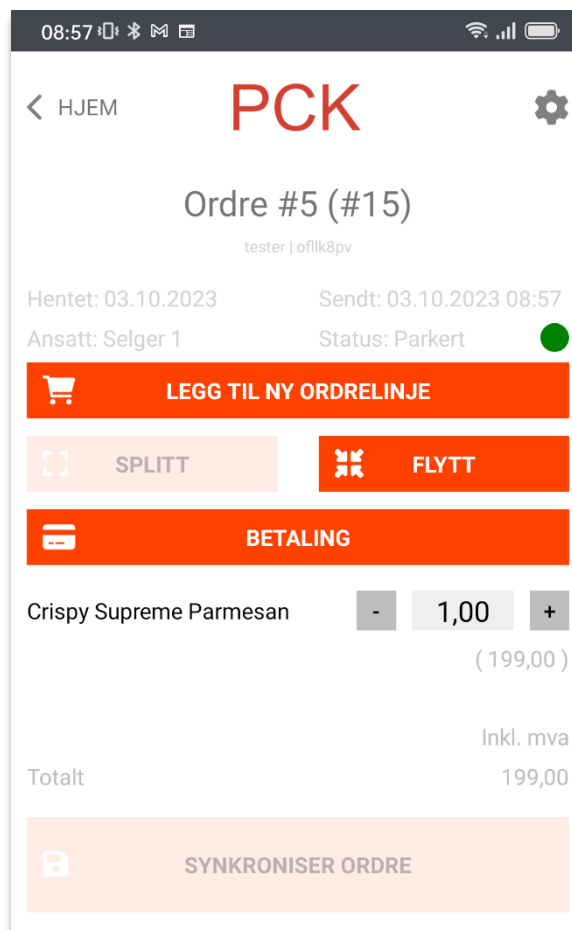 08:57
HJEM
PCK
Ordre #5 (#15)
tester | ofllk8pv
Hentet: 03.10.2023 Sendt: 03.10.2023 08:57
Ansatt: Selger 1 Status: Parkert
LEGG TIL NY ORDRELINJE
SPLITT FLYTT
BETALING
Crispy Supreme Parmesan - 1,00 +
( 199,00 )
Inkl. mva
Totalt 199,00
SYNKRONISER ORDRE